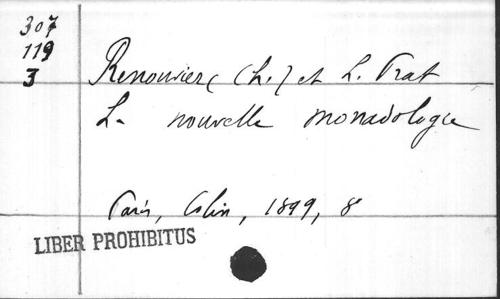 307
119
3
Renouvier (Ch.) et L. Prat
La nouvelle monadologie
Paris, Colin, 1899, 8
LIBER PROHIBITUS